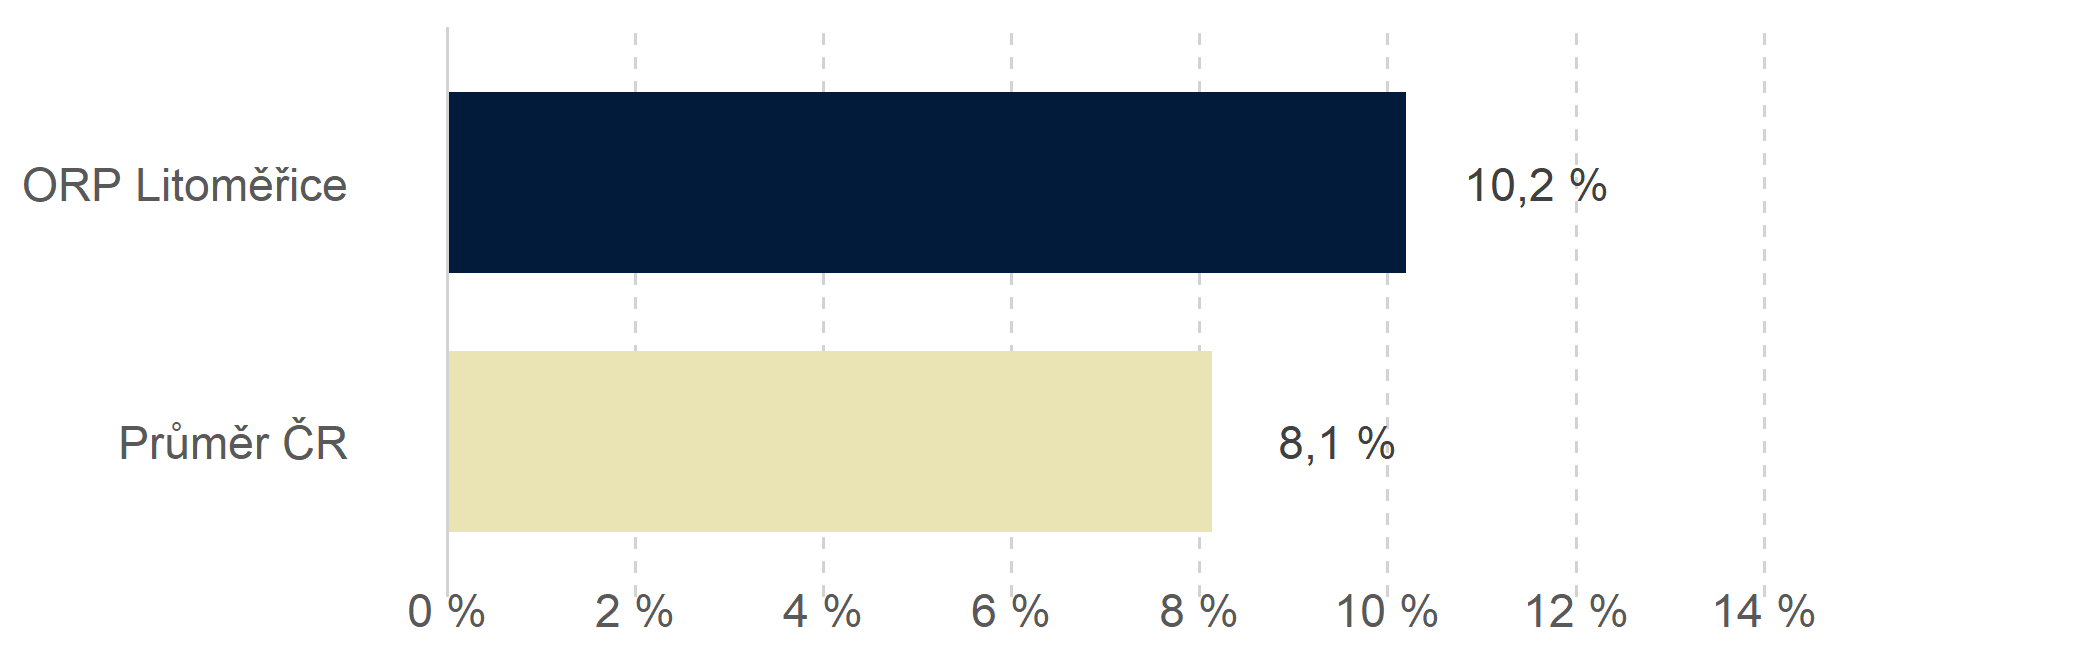 ORP Litoměřice
10,2 %
Průměr ČR
8,1 %
0 % 2 % 4 % 6 % 8 % 10 % 12 % 14 %